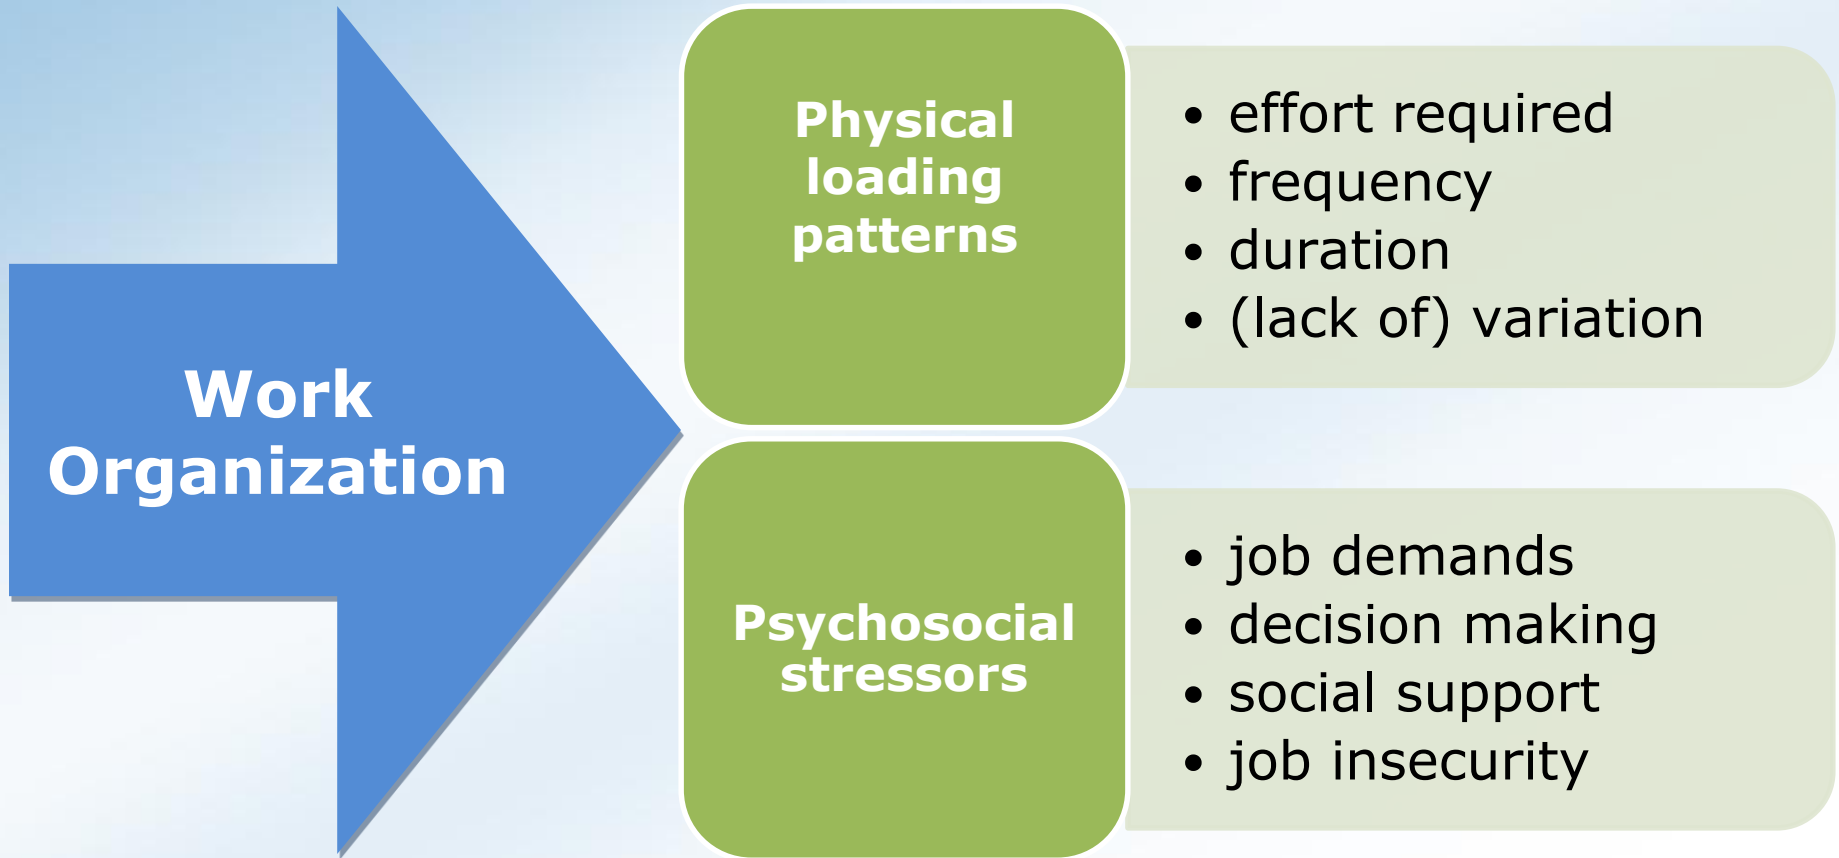 Work
Organization
Physical
loading
patterns
• effort required
• frequency
• duration
• (lack of) variation
Psychosocial
stressors
• job demands
• decision making
• social support
• job insecurity